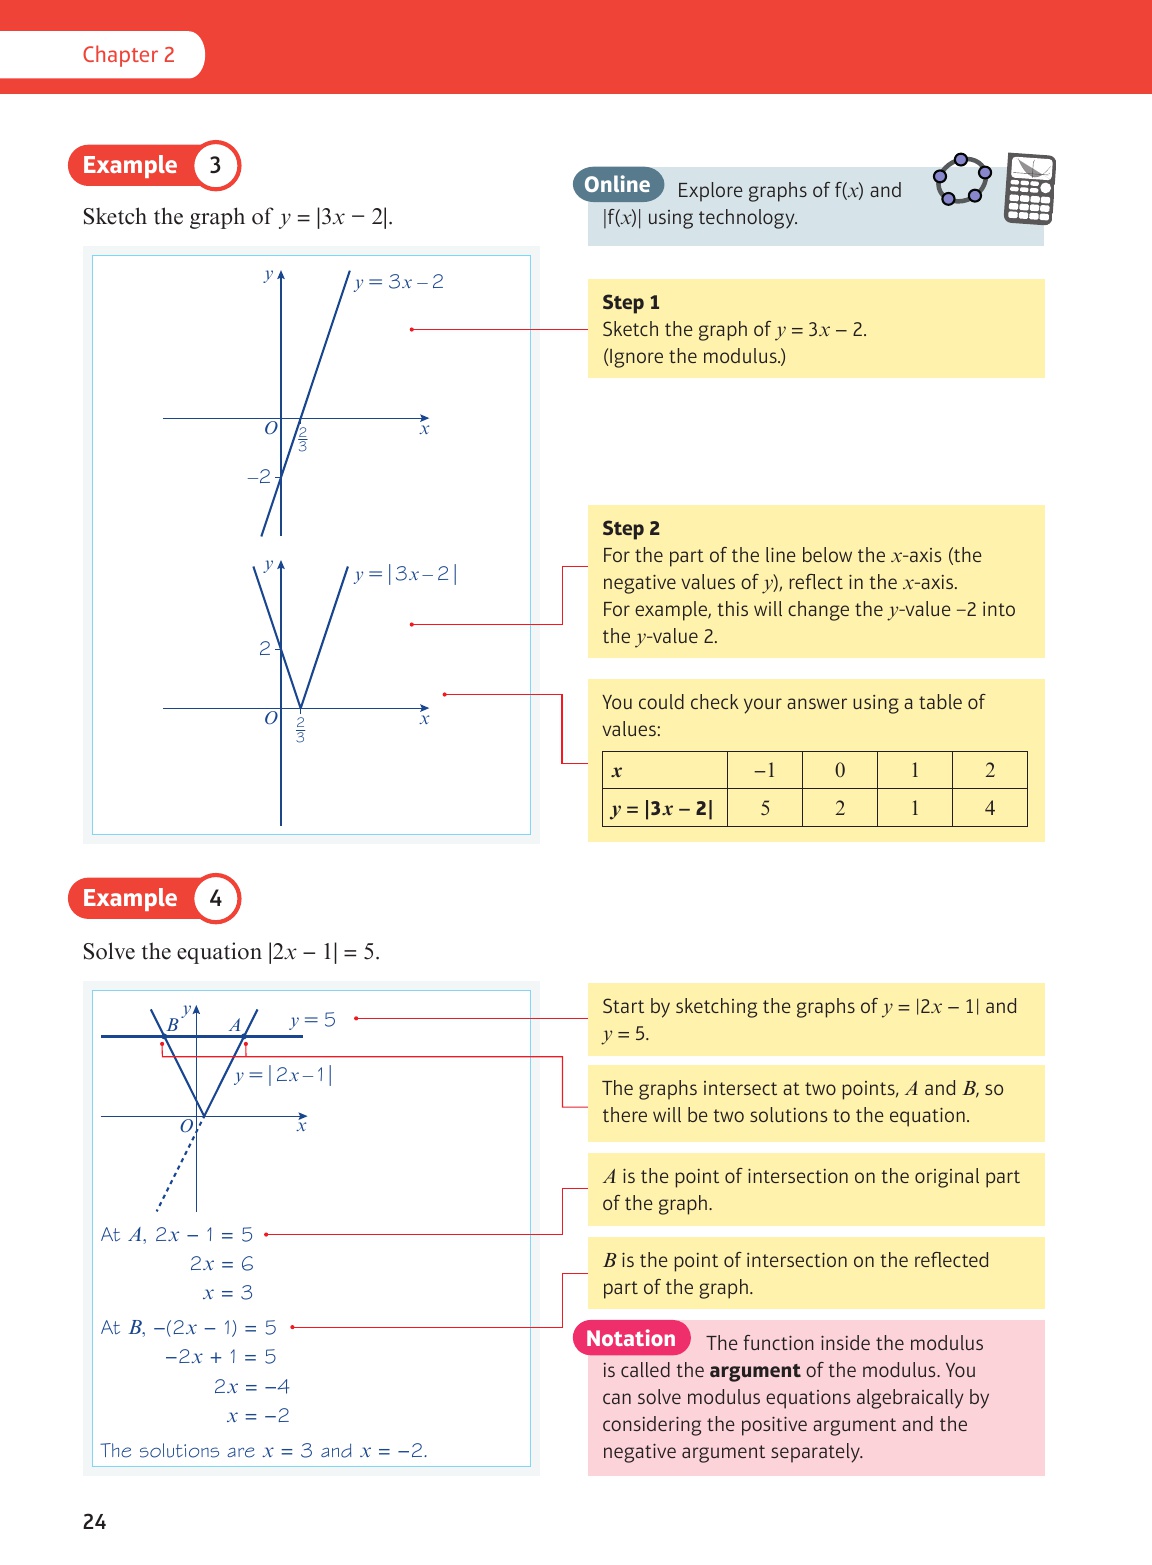 Chapter 2
Example 3
Sketch the graph of y = |3x − 2|.
Online Explore graphs of f(x) and
|f(x)| using technology.
y
y = 3x – 2
O
2/3
x
–2
Step 1
Sketch the graph of y = 3x – 2.
(Ignore the modulus.)
y
y = |3x – 2|
2
O
2/3
x
Step 2
For the part of the line below the x-axis (the
negative values of y), reflect in the x-axis.
For example, this will change the y-value –2 into
the y-value 2.
You could check your answer using a table of
values:
x −1 0 1 2
y = |3x – 2| 5 2 1 4
Example 4
Solve the equation |2x − 1| = 5.
y
B
A
y = 5
y = |2x – 1|
O
x
At A, 2x − 1 = 5
2x = 6
x = 3
At B, −(2x − 1) = 5
−2x + 1 = 5
2x = −4
x = −2
The solutions are x = 3 and x = −2.
Start by sketching the graphs of y = |2x – 1| and
y = 5.
The graphs intersect at two points, A and B, so
there will be two solutions to the equation.
A is the point of intersection on the original part
of the graph.
B is the point of intersection on the reflected
part of the graph.
Notation The function inside the modulus
is called the argument of the modulus. You
can solve modulus equations algebraically by
considering the positive argument and the
negative argument separately.
24